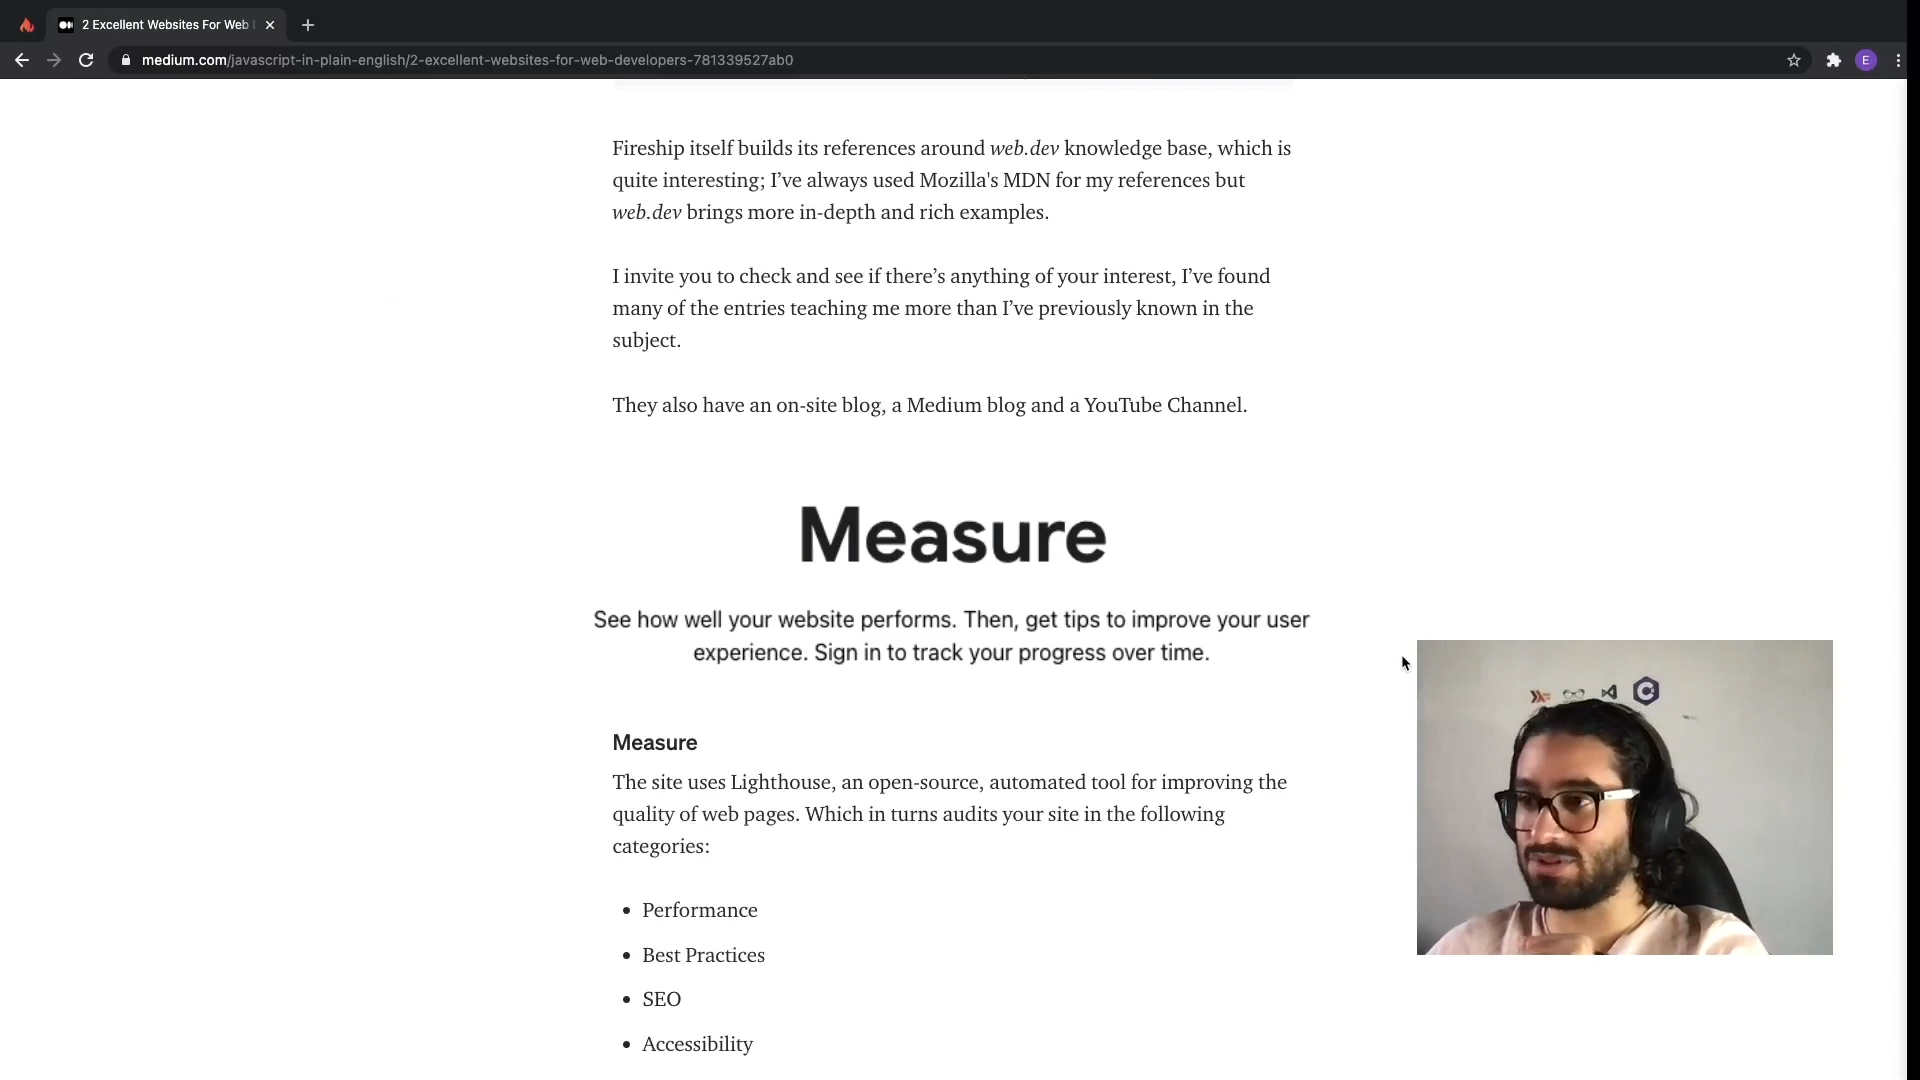 2 Excellent Websites For Web
medium.com/javascript-in-plain-english/2-excellent-websites-for-web-developers-781339527ab0
E
Fireship itself builds its references around web.dev knowledge base, which is
quite interesting; I’ve always used Mozilla's MDN for my references but
web.dev brings more in-depth and rich examples.
I invite you to check and see if there’s anything of your interest, I’ve found
many of the entries teaching me more than I’ve previously known in the
subject.
They also have an on-site blog, a Medium blog and a YouTube Channel.
Measure
See how well your website performs. Then, get tips to improve your user
experience. Sign in to track your progress over time.
Measure
The site uses Lighthouse, an open-source, automated tool for improving the
quality of web pages. Which in turns audits your site in the following
categories:
• Performance
• Best Practices
• SEO
• Accessibility